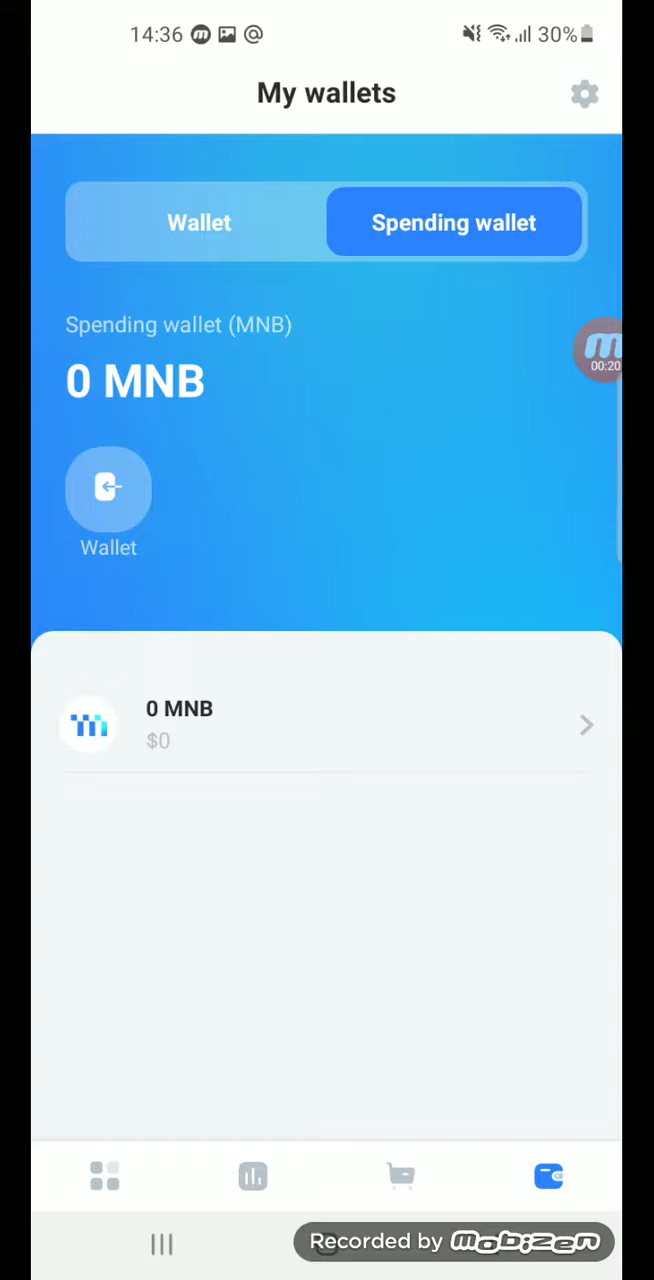 14:36 30%
My wallets
Wallet Spending wallet
Spending wallet (MNB)
0 MNB
00:20
Wallet
0 MNB
$0
Recorded by mobizen